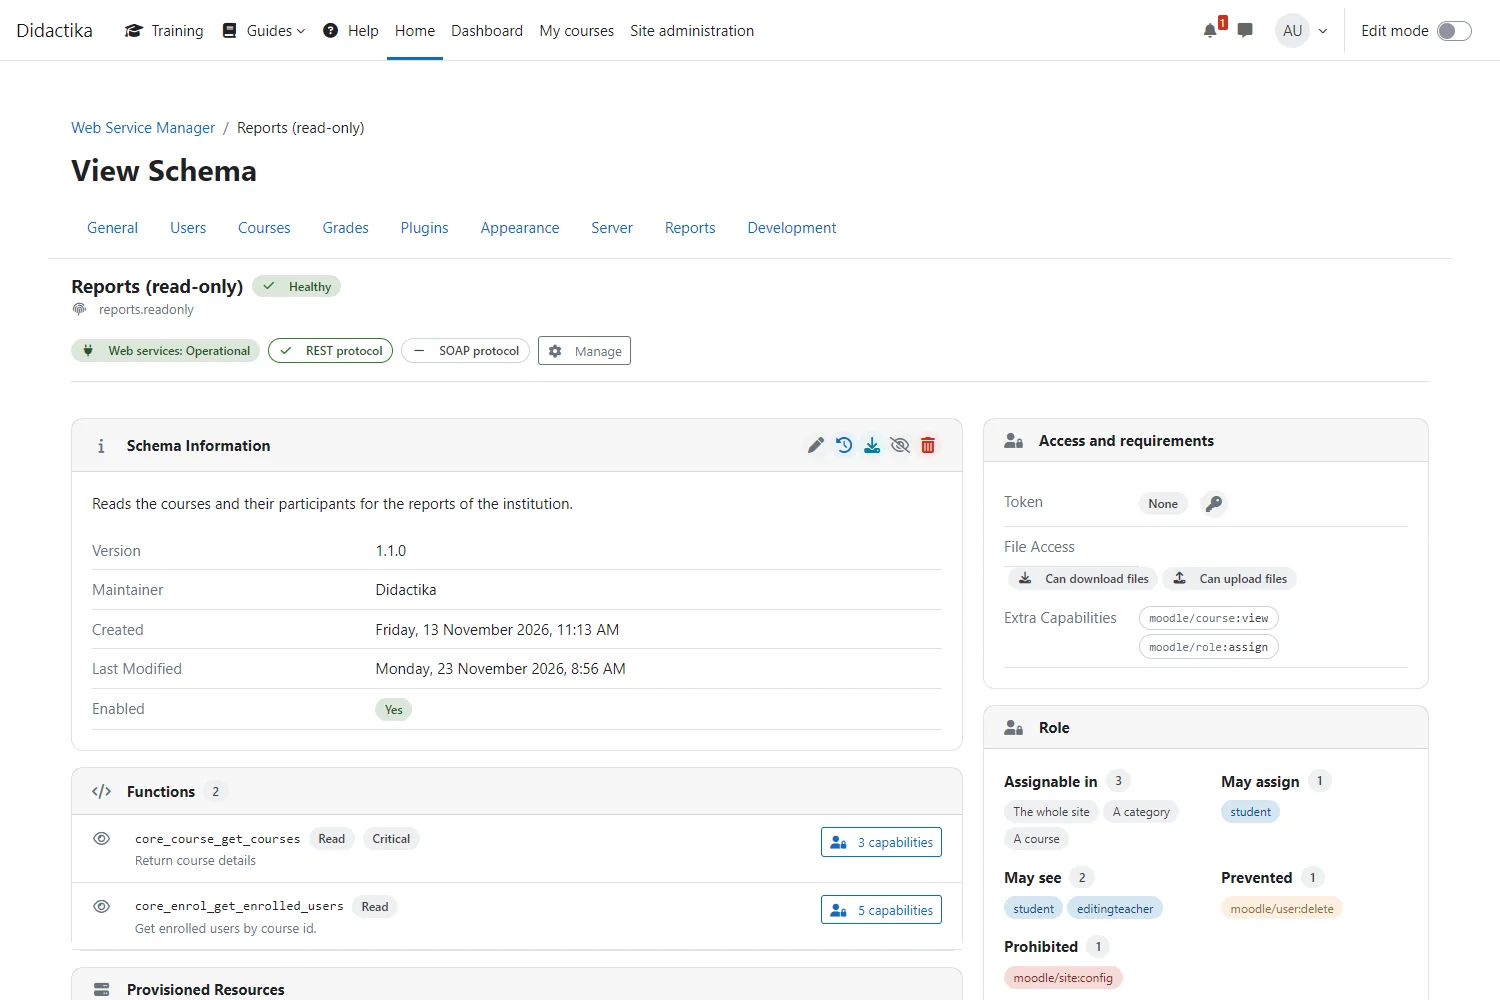 Didactika
Training
Guides
Help
Home
Dashboard
My courses
Site administration
1
AU
Edit mode
Web Service Manager / Reports (read-only)
View Schema
General
Users
Courses
Grades
Plugins
Appearance
Server
Reports
Development
Reports (read-only)
Healthy
reports.readonly
Web services: Operational
REST protocol
SOAP protocol
Manage
Schema Information
Reads the courses and their participants for the reports of the institution.
Version 1.1.0
Maintainer Didactika
Created Friday, 13 November 2026, 11:13 AM
Last Modified Monday, 23 November 2026, 8:56 AM
Enabled Yes
Functions 2
core_course_get_courses Read Critical
Return course details
3 capabilities
core_enrol_get_enrolled_users Read
Get enrolled users by course id.
5 capabilities
Provisioned Resources
Access and requirements
Token None
File Access
Can download files Can upload files
Extra Capabilities moodle/course:view
moodle/role:assign
Role
Assignable in 3
The whole site A category
A course
May assign 1
student
May see 2
student editingteacher
Prevented 1
moodle/user:delete
Prohibited 1
moodle/site:config